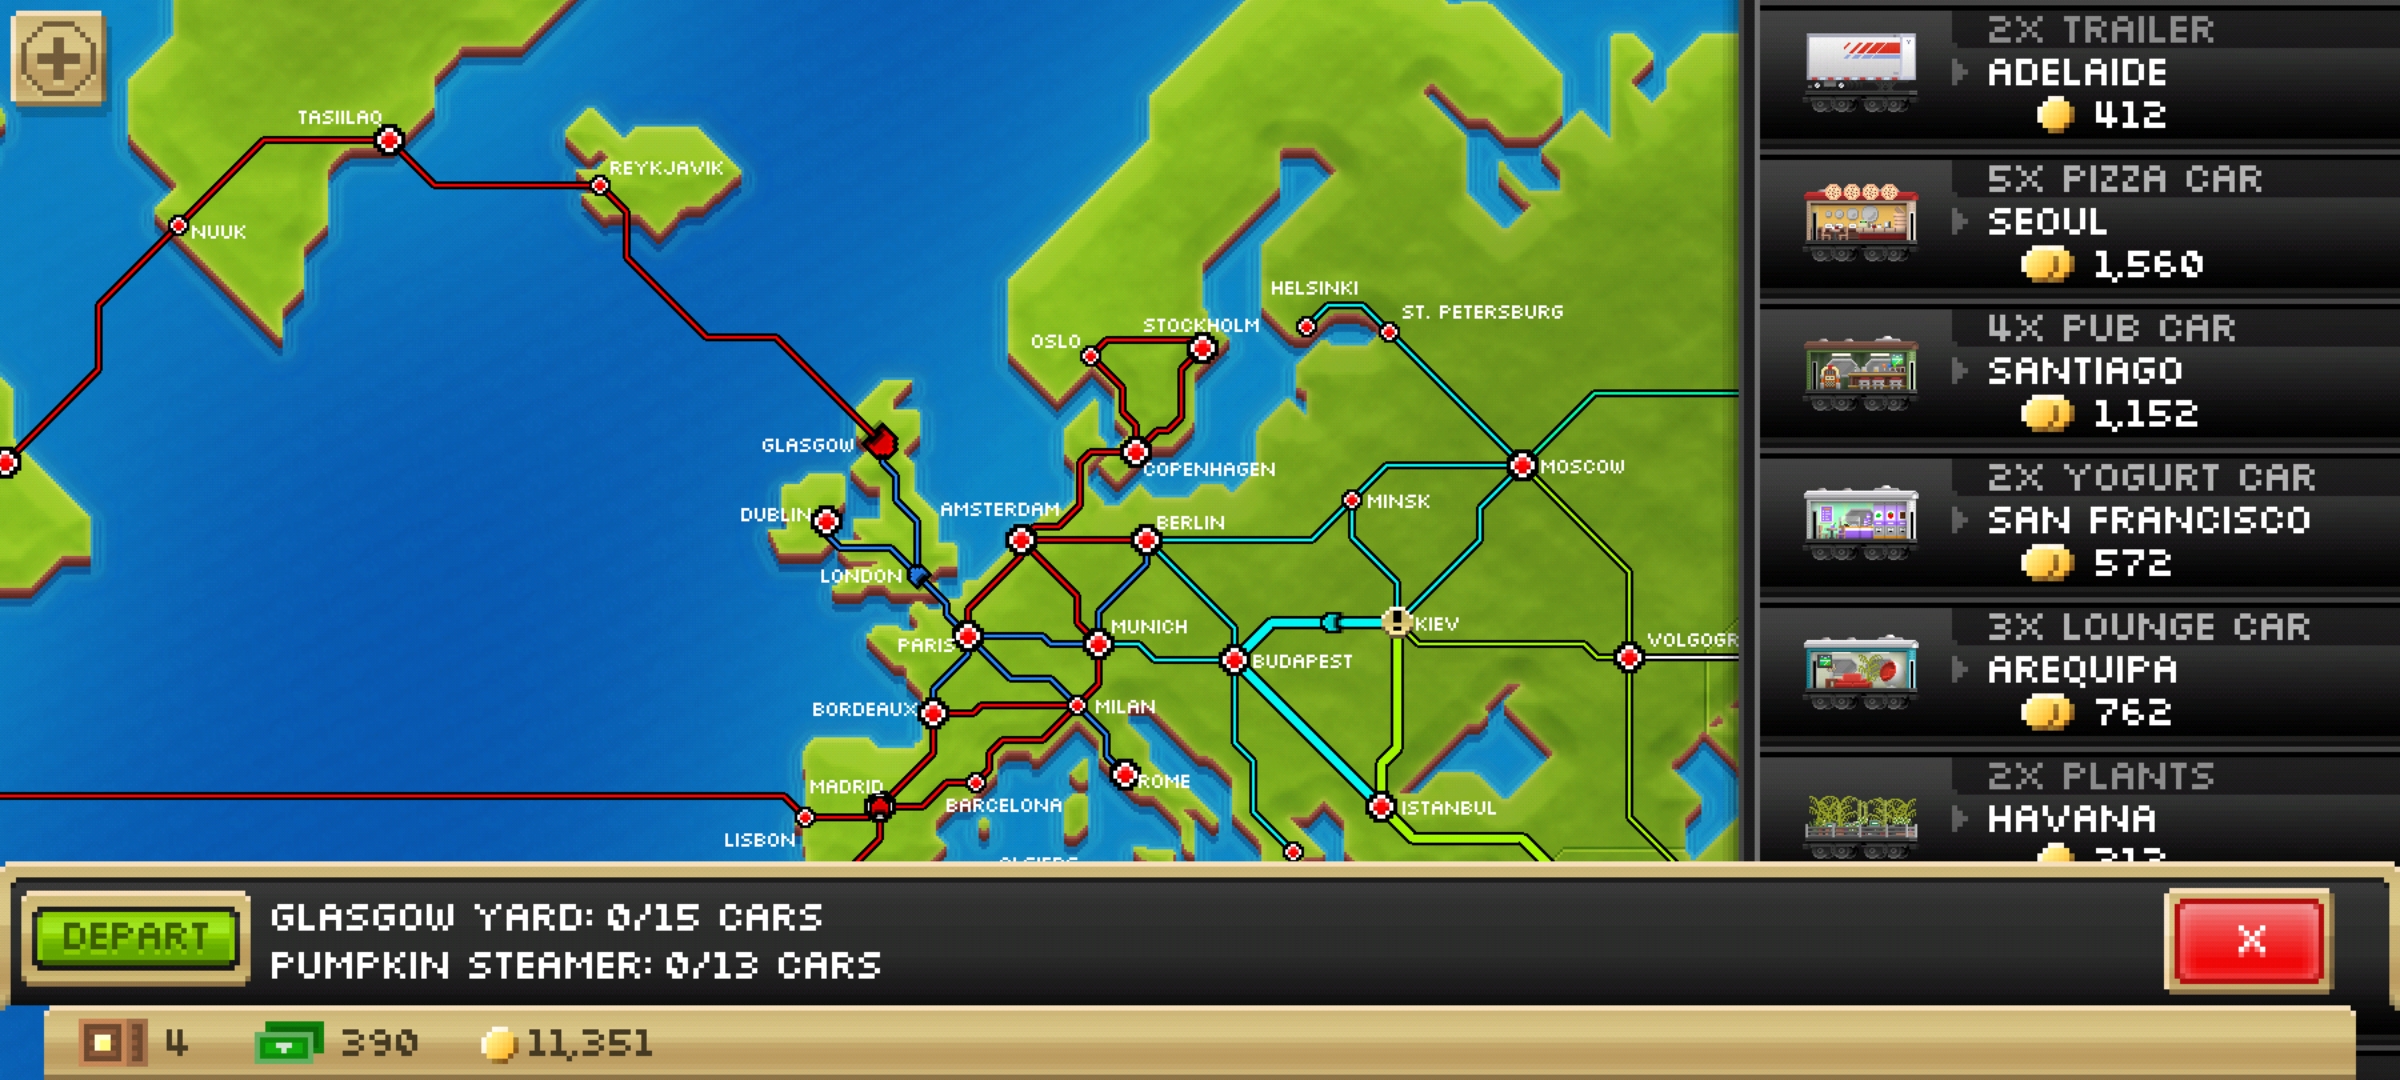 TASIILAQ
REYKJAVIK
NUUK
HELSINKI
ST. PETERSBURG
STOCKHOLM
OSLO
GLASGOW
COPENHAGEN
MOSCOW
MINSK
AMSTERDAM
DUBLIN
BERLIN
LONDON
KIEV
MUNICH
PARIS
VOLGOGR
BUDAPEST
BORDEAUX
MILAN
ROME
MADRID
BARCELONA
ISTANBUL
LISBON
2X TRAILER
ADELAIDE
412
5X PIZZA CAR
SEOUL
1,560
4X PUB CAR
SANTIAGO
1,152
2X YOGURT CAR
SAN FRANCISCO
572
3X LOUNGE CAR
AREQUIPA
762
2X PLANTS
HAVANA
DEPART
GLASGOW YARD: 0/15 CARS
PUMPKIN STEAMER: 0/13 CARS
X
4
390
11,351